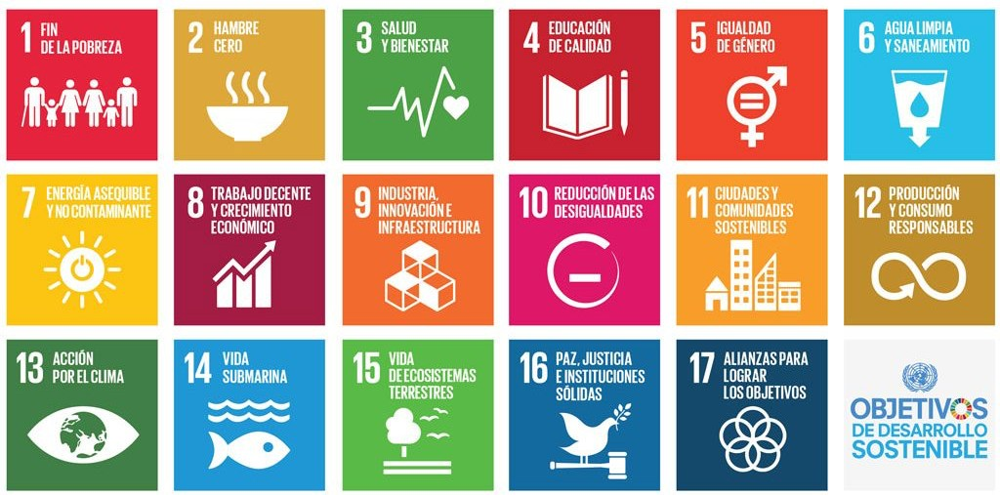 1 FIN
DE LA POBREZA
2 HAMBRE
CERO
3 SALUD
Y BIENESTAR
4 EDUCACIÓN
DE CALIDAD
5 IGUALDAD
DE GÉNERO
6 AGUA LIMPIA
Y SANEAMIENTO
7 ENERGÍA ASEQUIBLE
Y NO CONTAMINANTE
8 TRABAJO DECENTE
Y CRECIMIENTO
ECONÓMICO
9 INDUSTRIA,
INNOVACIÓN E
INFRAESTRUCTURA
10 REDUCCIÓN DE LAS
DESIGUALDADES
11 CIUDADES Y
COMUNIDADES
SOSTENIBLES
12 PRODUCCIÓN
Y CONSUMO
RESPONSABLES
13 ACCIÓN
POR EL CLIMA
14 VIDA
SUBMARINA
15 VIDA
DE ECOSISTEMAS
TERRESTRES
16 PAZ, JUSTICIA
E INSTITUCIONES
SÓLIDAS
17 ALIANZAS PARA
LOGRAR
LOS OBJETIVOS
OBJETIVOS
DE DESARROLLO
SOSTENIBLE